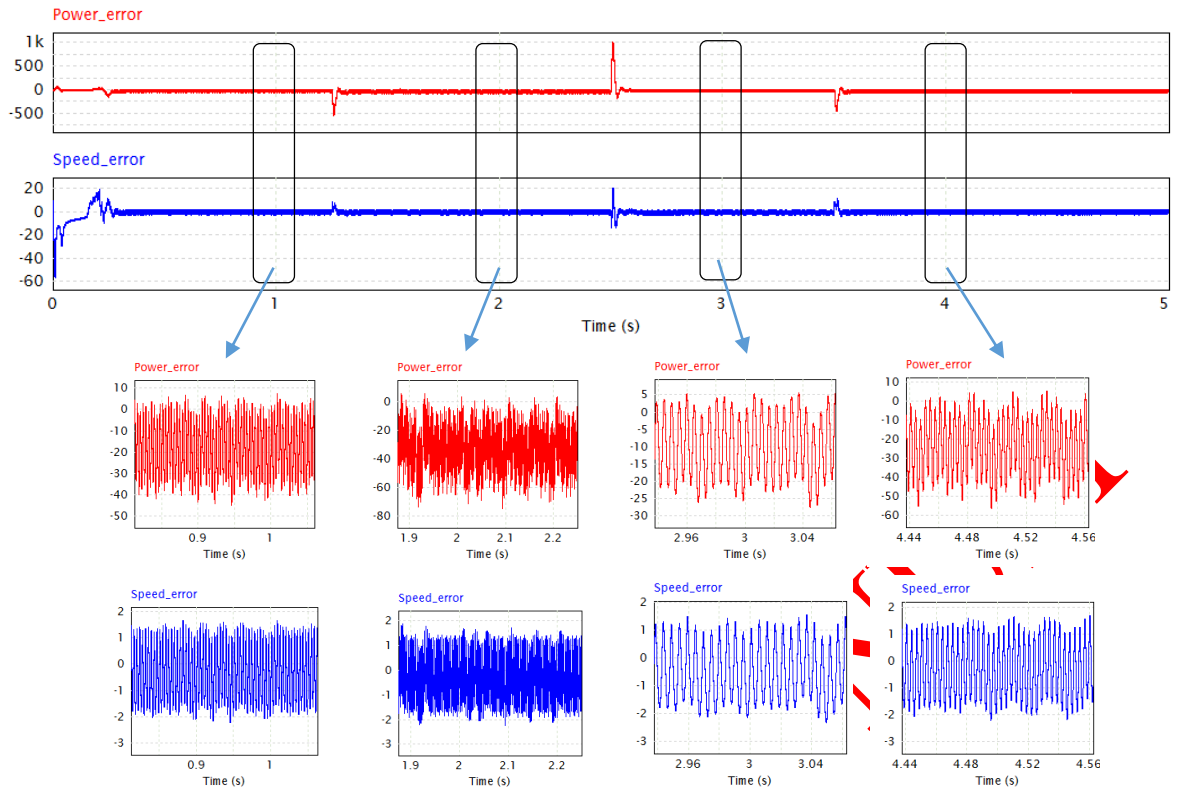 Power_error
1k
500
0
-500
Speed_error
20
0
-20
-40
-60
0 1 2 3 4 5
Time (s)
Power_error
10
0
-10
-20
-30
-40
-50
0.9 1
Time (s)
Power_error
0
-20
-40
-60
-80
1.9 2 2.1 2.2
Time (s)
Power_error
5
0
-5
-10
-15
-20
-25
-30
2.96 3 3.04
Time (s)
Power_error
10
0
-10
-20
-30
-40
-50
-60
4.44 4.48 4.52 4.56
Time (s)
Speed_error
2
1
0
-1
-2
-3
0.9 1
Time (s)
Speed_error
2
1
0
-1
-2
-3
1.9 2 2.1 2.2
Time (s)
Speed_error
2
1
0
-1
-2
-3
2.96 3 3.04
Time (s)
Speed_error
2
1
0
-1
-2
-3
4.44 4.48 4.52 4.56
Time (s)